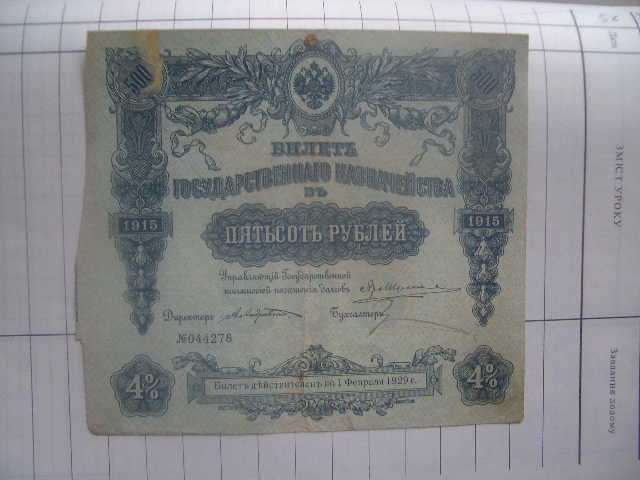 500 500
БИЛЕТЪ
ГОСУДАРСТВЕННАГО КАЗНАЧЕЙСТВА
ВЪ
1915 1915
ПЯТЬСОТЪ РУБЛЕЙ
Управляющій Государственной
коммиссіей погашенія долговъ
Директоръ Бухгалтеръ
№044278
4% 4%
Билетъ дѣйствителенъ по 1 Февраля 1929 г.
ЗМІСТ УРОКУ
Завдання додому